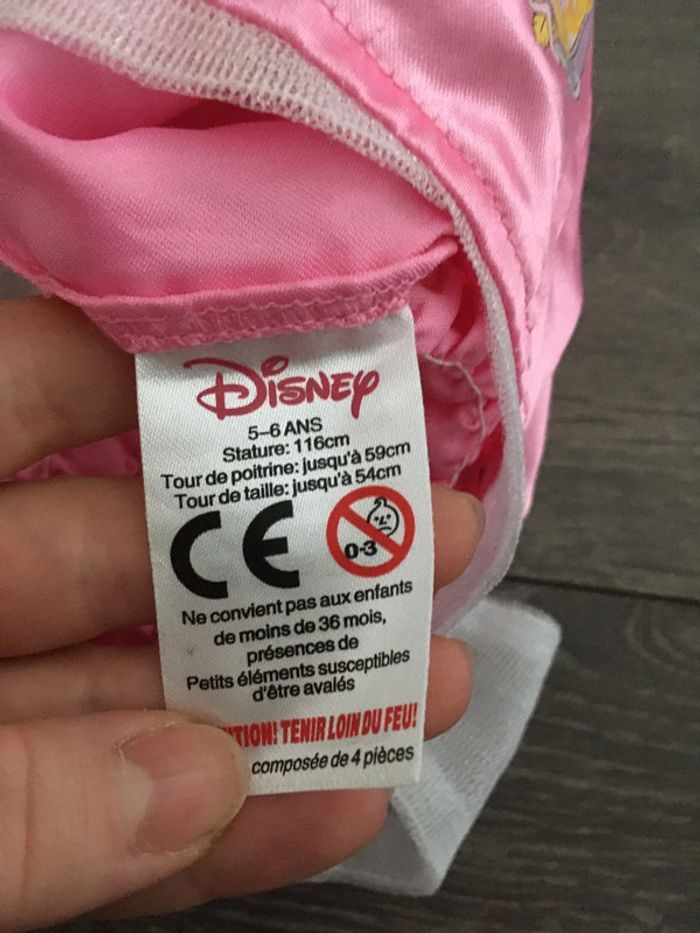 Disney
5-6 ANS
Stature: 116cm
Tour de poitrine: jusqu'à 59cm
Tour de taille: jusqu'à 54cm
CE
0-3
Ne convient pas aux enfants
de moins de 36 mois,
présences de
Petits éléments susceptibles
d'être avalés
TION! TENIR LOIN DU FEU!
composée de 4 pièces